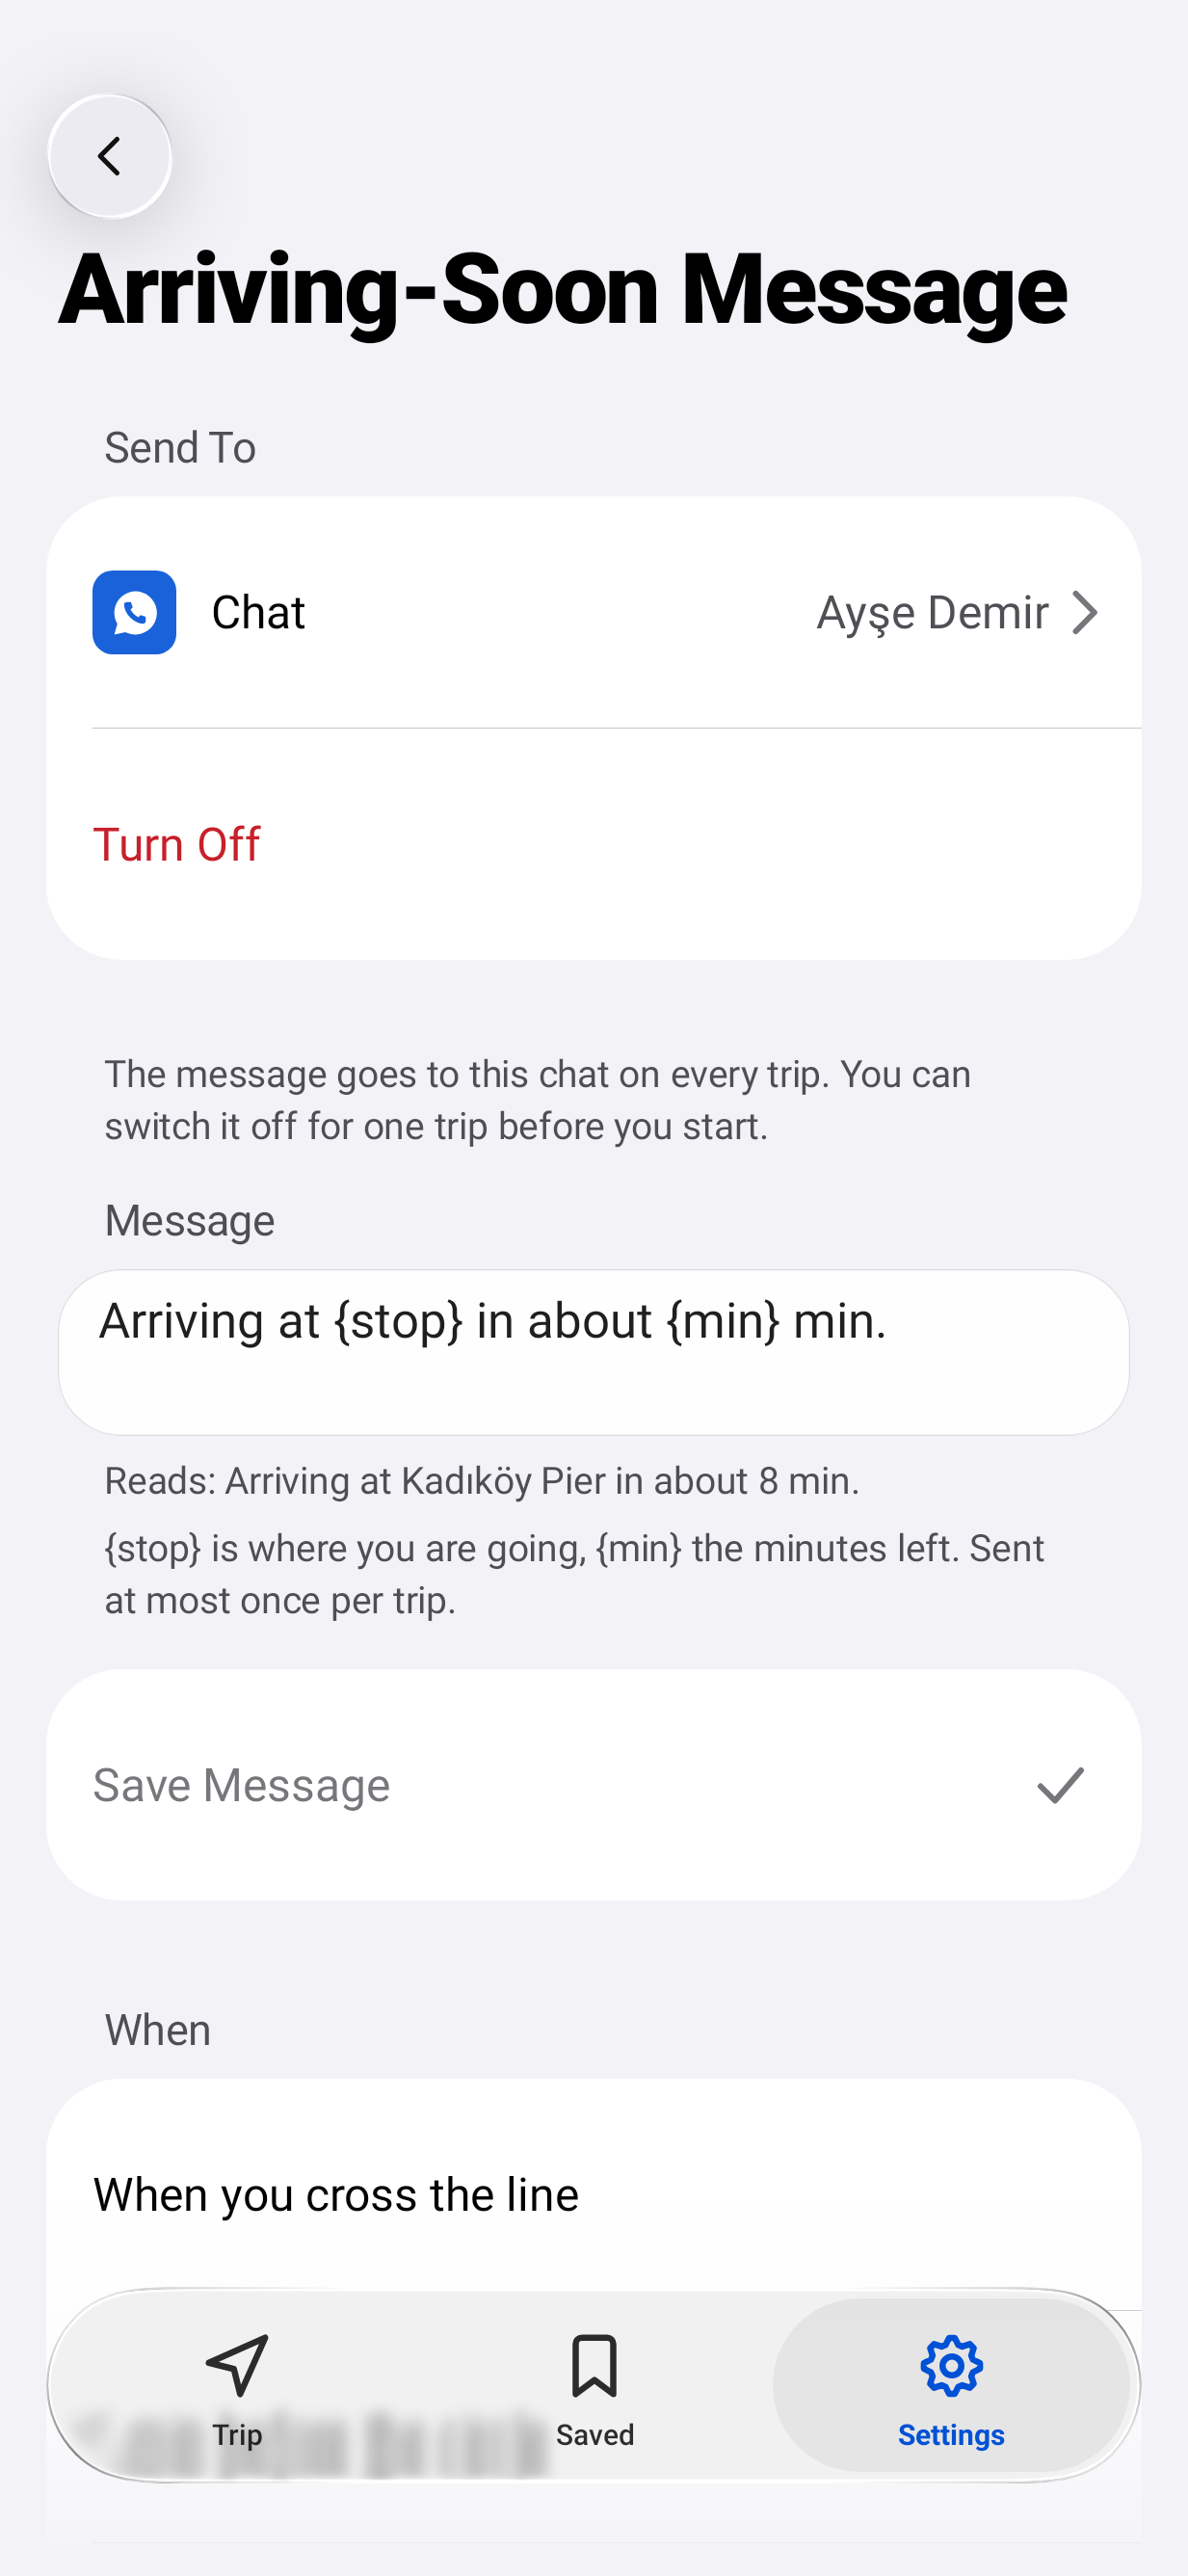 Arriving-Soon Message
Send To
Chat
Ayşe Demir
Turn Off
The message goes to this chat on every trip. You can
switch it off for one trip before you start.
Message
Arriving at {stop} in about {min} min.
Reads: Arriving at Kadıköy Pier in about 8 min.
{stop} is where you are going, {min} the minutes left. Sent
at most once per trip.
Save Message
When
When you cross the line
Trip
Saved
Settings